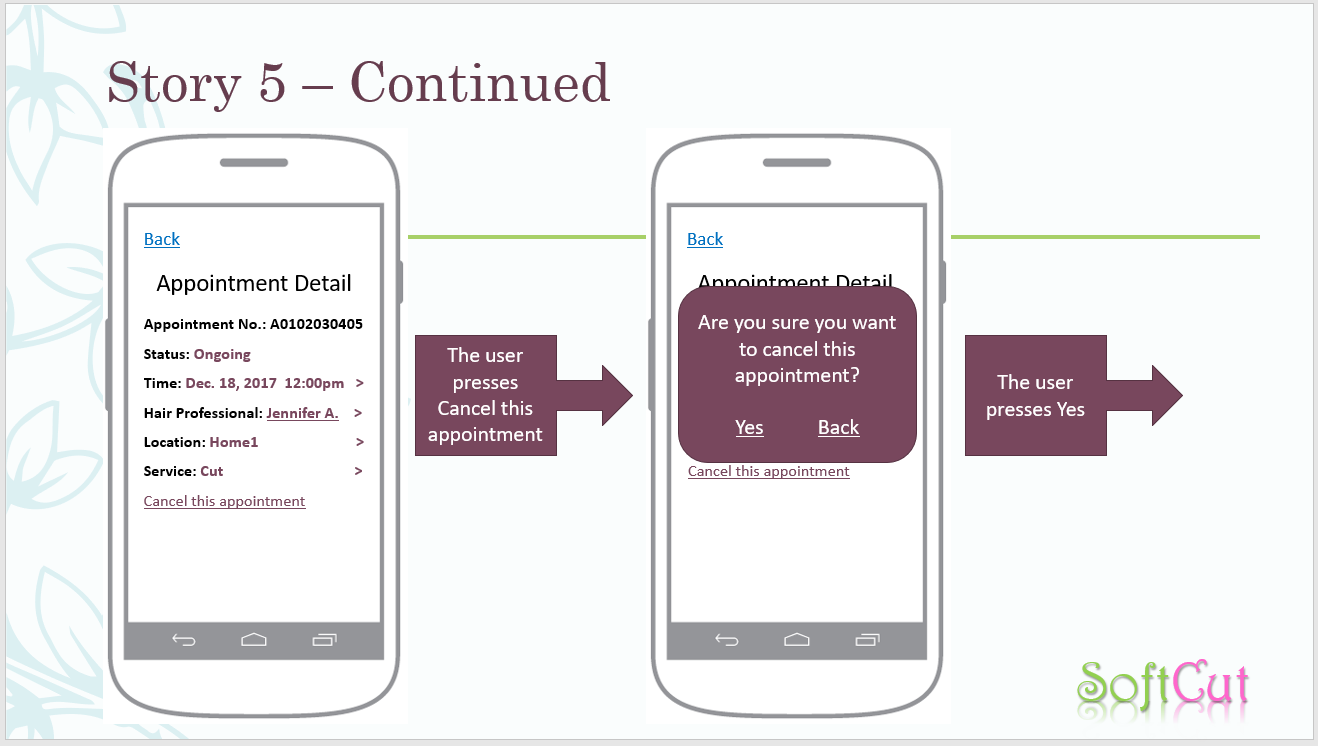 Story 5 – Continued
Back
Appointment Detail
Appointment No.: A0102030405
Status: Ongoing
Time: Dec. 18, 2017 12:00pm >
Hair Professional: Jennifer A. >
Location: Home1 >
Service: Cut >
Cancel this appointment
The user
presses
Cancel this
appointment
Back
Appointment Detail
Are you sure you want
to cancel this
appointment?
Yes Back
Cancel this appointment
The user
presses Yes
SoftCut